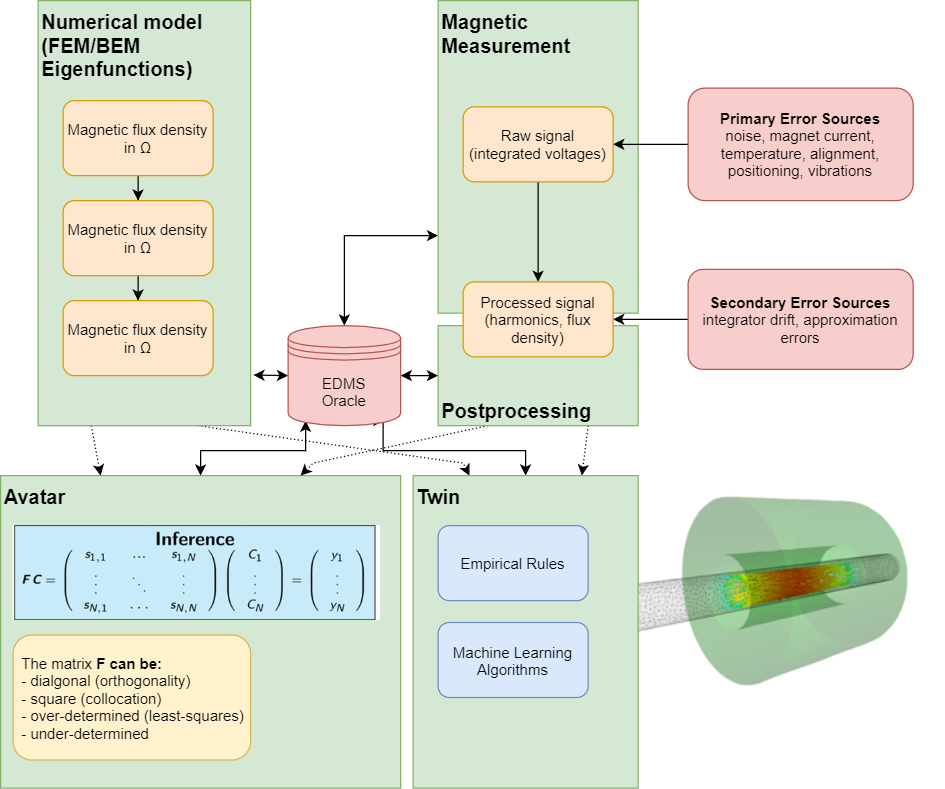 Numerical model
(FEM/BEM
Eigenfunctions)
Magnetic flux density
in Ω
Magnetic flux density
in Ω
Magnetic flux density
in Ω
Magnetic
Measurement
Raw signal
(integrated voltages)
Processed signal
(harmonics, flux
density)
Postprocessing
Primary Error Sources
noise, magnet current,
temperature, alignment,
positioning, vibrations
Secondary Error Sources
integrator drift, approximation
errors
EDMS
Oracle
Avatar
Inference
s1,1 … s1,N C1 y1
F C = ( ⋮ ⋱ ⋮ ) ( ⋮ ) = ( ⋮ )
sN,1 … sN,N CN yN
The matrix F can be:
- dialgonal (orthogonality)
- square (collocation)
- over-determined (least-squares)
- under-determined
Twin
Empirical Rules
Machine Learning
Algorithms